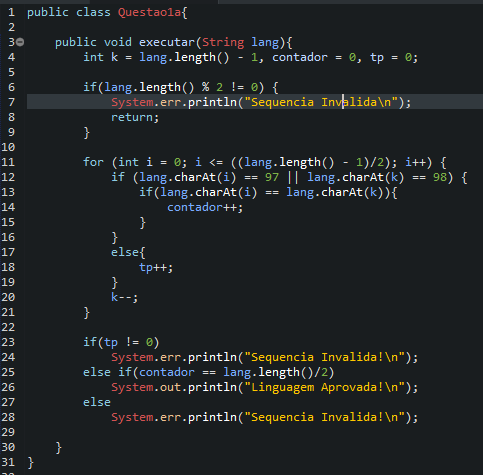 1 public class Questao1a{
2
3 public void executar(String lang){
4 int k = lang.length() - 1, contador = 0, tp = 0;
5
6 if(lang.length() % 2 != 0) {
7 System.err.println("Sequencia Invalida\n");
8 return;
9 }
10
11 for (int i = 0; i <= ((lang.length() - 1)/2); i++) {
12 if (lang.charAt(i) == 97 || lang.charAt(k) == 98) {
13 if(lang.charAt(i) == lang.charAt(k)){
14 contador++;
15 }
16 }
17 else{
18 tp++;
19 }
20 k--;
21 }
22
23 if(tp != 0)
24 System.err.println("Sequencia Invalida!\n");
25 else if(contador == lang.length()/2)
26 System.out.println("Linguagem Aprovada!\n");
27 else
28 System.err.println("Sequencia Invalida!\n");
29
30 }
31 }